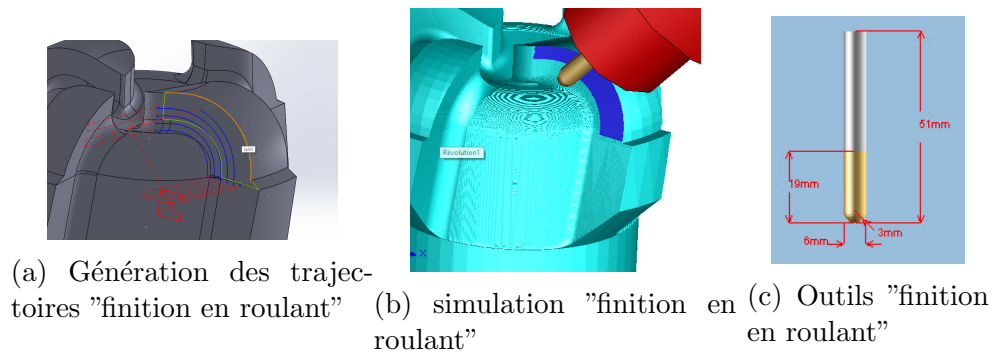 Révolution1
x
51mm
19mm
3mm
6mm
(a) Génération des trajec-
toires "finition en roulant"
(b) simulation "finition en
roulant"
(c) Outils "finition
en roulant"